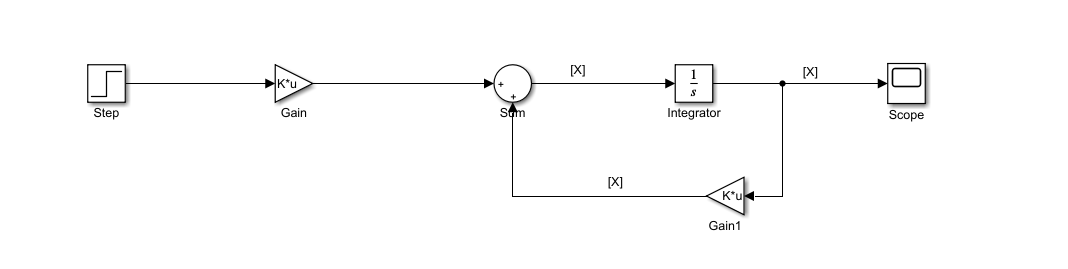 [X]
[X]
K*u
+
+
1
s
Step
Gain
Sum
Integrator
Scope
[X]
K*u
Gain1